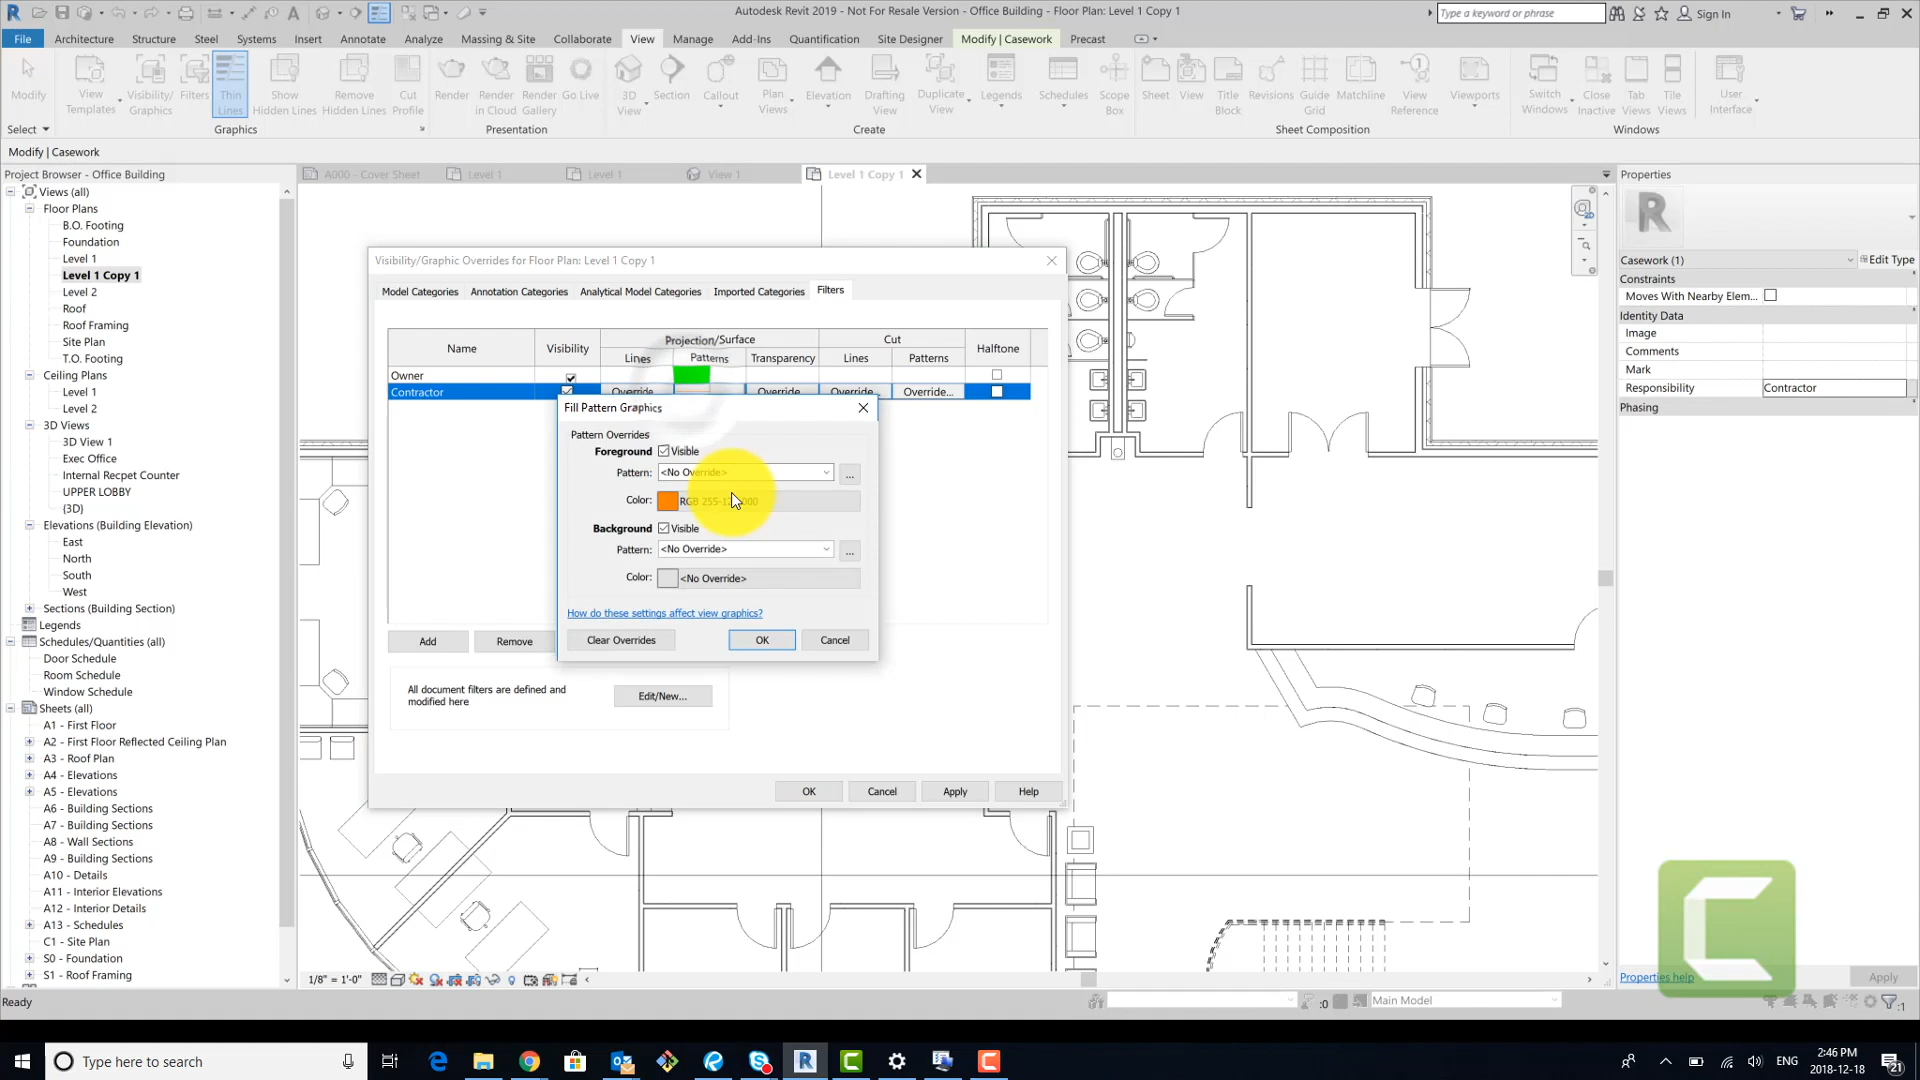 Autodesk Revit 2019 - Not For Resale Version - Office Building - Floor Plan: Level 1 Copy 1
Type a keyword or phrase
Sign In
File Architecture Structure Steel Systems Insert Annotate Analyze Massing & Site Collaborate View Manage Add-Ins Quantification Site Designer Modify | Casework Precast
Modify
View Templates
Visibility/ Graphics
Filters
Thin Lines
Show Hidden Lines
Remove Hidden Lines
Cut Profile
Render
Render in Cloud
Render Gallery
Go Live
3D View
Section
Callout
Plan Views
Elevation
Drafting View
Duplicate View
Legends
Schedules
Scope Box
Sheet
View
Title Block
Revisions
Guide Grid
Matchline
View Reference
Viewports
Switch Windows
Close Inactive
Tab Views
Tile Views
User Interface
Select Graphics Presentation Create Sheet Composition Windows
Modify | Casework
Project Browser - Office Building
Views (all)
Floor Plans
B.O. Footing
Foundation
Level 1
Level 1 Copy 1
Level 2
Roof
Roof Framing
Site Plan
T.O. Footing
Ceiling Plans
Level 1
Level 2
3D Views
3D View 1
Exec Office
Internal Recpet Counter
UPPER LOBBY
{3D}
Elevations (Building Elevation)
East
North
South
West
Sections (Building Section)
Legends
Schedules/Quantities (all)
Door Schedule
Room Schedule
Window Schedule
Sheets (all)
A1 - First Floor
A2 - First Floor Reflected Ceiling Plan
A3 - Roof Plan
A4 - Elevations
A5 - Elevations
A6 - Building Sections
A7 - Building Sections
A8 - Wall Sections
A9 - Building Sections
A10 - Details
A11 - Interior Elevations
A12 - Interior Details
A13 - Schedules
C1 - Site Plan
S0 - Foundation
S1 - Roof Framing
A000 - Cover Sheet Level 1 Level 1 View 1 Level 1 Copy 1
Visibility/Graphic Overrides for Floor Plan: Level 1 Copy 1
Model Categories Annotation Categories Analytical Model Categories Imported Categories Filters
Name Visibility Projection/Surface Cut Halftone
Lines Patterns Transparency Lines Patterns
Owner
Contractor Override... Override... Override... Override...
Fill Pattern Graphics
Pattern Overrides
Foreground Visible
Pattern: <No Override> ...
Color:
Background Visible
Pattern: <No Override> ...
Color: <No Override>
How do these settings affect view graphics?
Clear Overrides OK Cancel
Add Remove
All document filters are defined and
modified here
Edit/New...
OK Cancel Apply Help
Properties
R
Casework (1) Edit Type
Constraints
Moves With Nearby Elem...
Identity Data
Image
Comments
Mark
Responsibility Contractor
Phasing
Properties help Apply
1/8" = 1'-0"
Ready
:0 Main Model :1
Type here to search
ENG
2:46 PM
2018-12-18
21